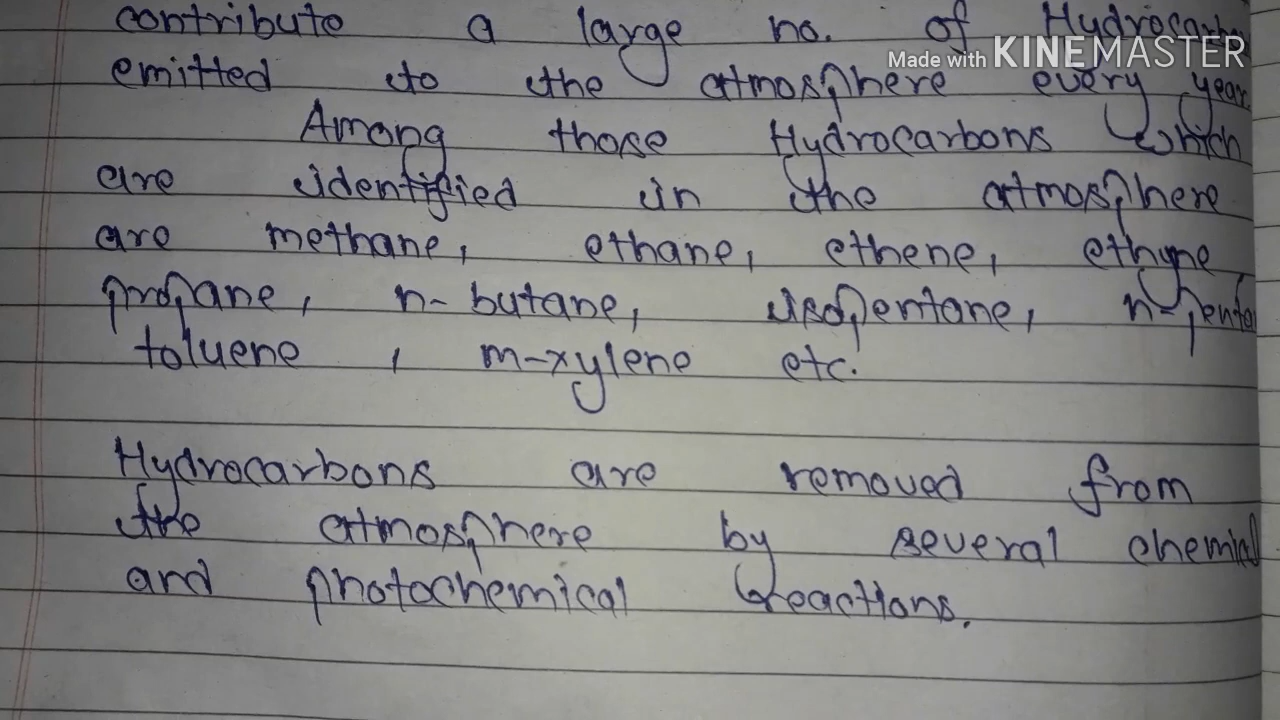 contribute a large no. of Hydrocarbo
Made with KINEMASTER
emitted to the atmosphere every year
Among those Hydrocarbons which
are identified in the atmosphere
are methane, ethane, ethene, ethyne
propane, n-butane, isopentane, n-penta
toluene, m-xylene etc.
Hydrocarbons are removed from
the atmosphere by several chemical
and photochemical reactions.